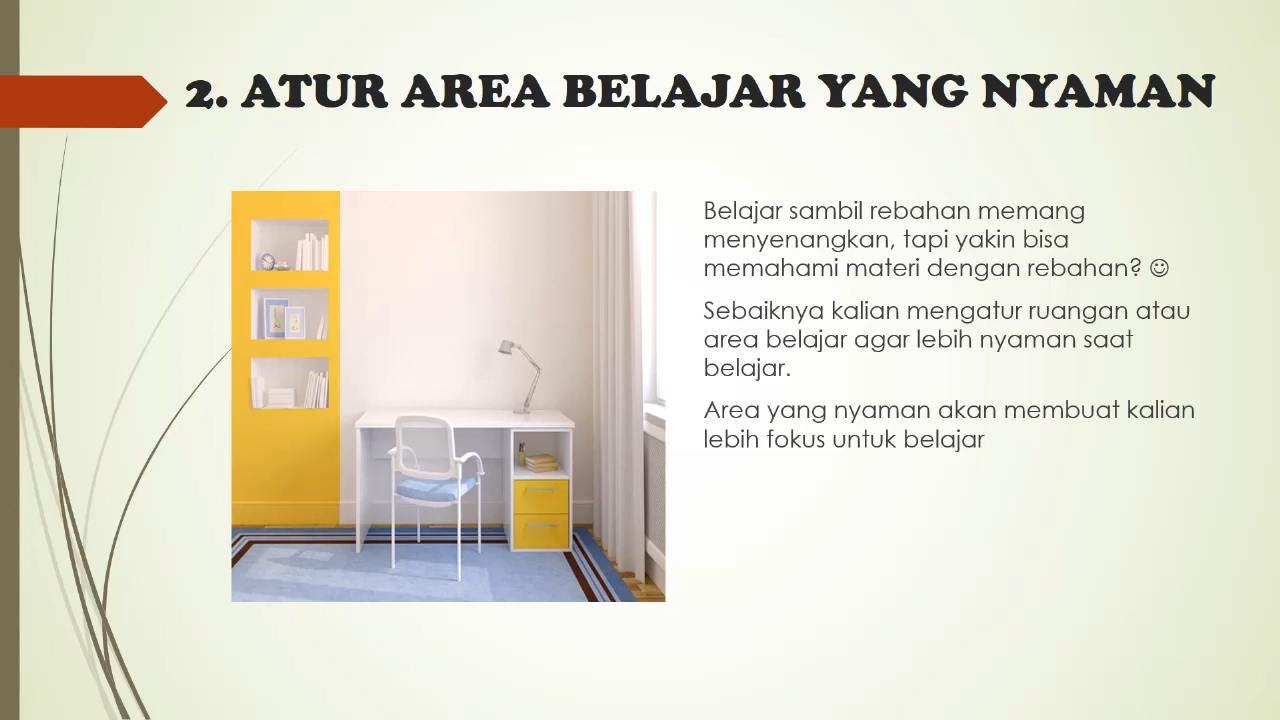 2. ATUR AREA BELAJAR YANG NYAMAN
Belajar sambil rebahan memang
menyenangkan, tapi yakin bisa
memahami materi dengan rebahan? ☺
Sebaiknya kalian mengatur ruangan atau
area belajar agar lebih nyaman saat
belajar.
Area yang nyaman akan membuat kalian
lebih fokus untuk belajar